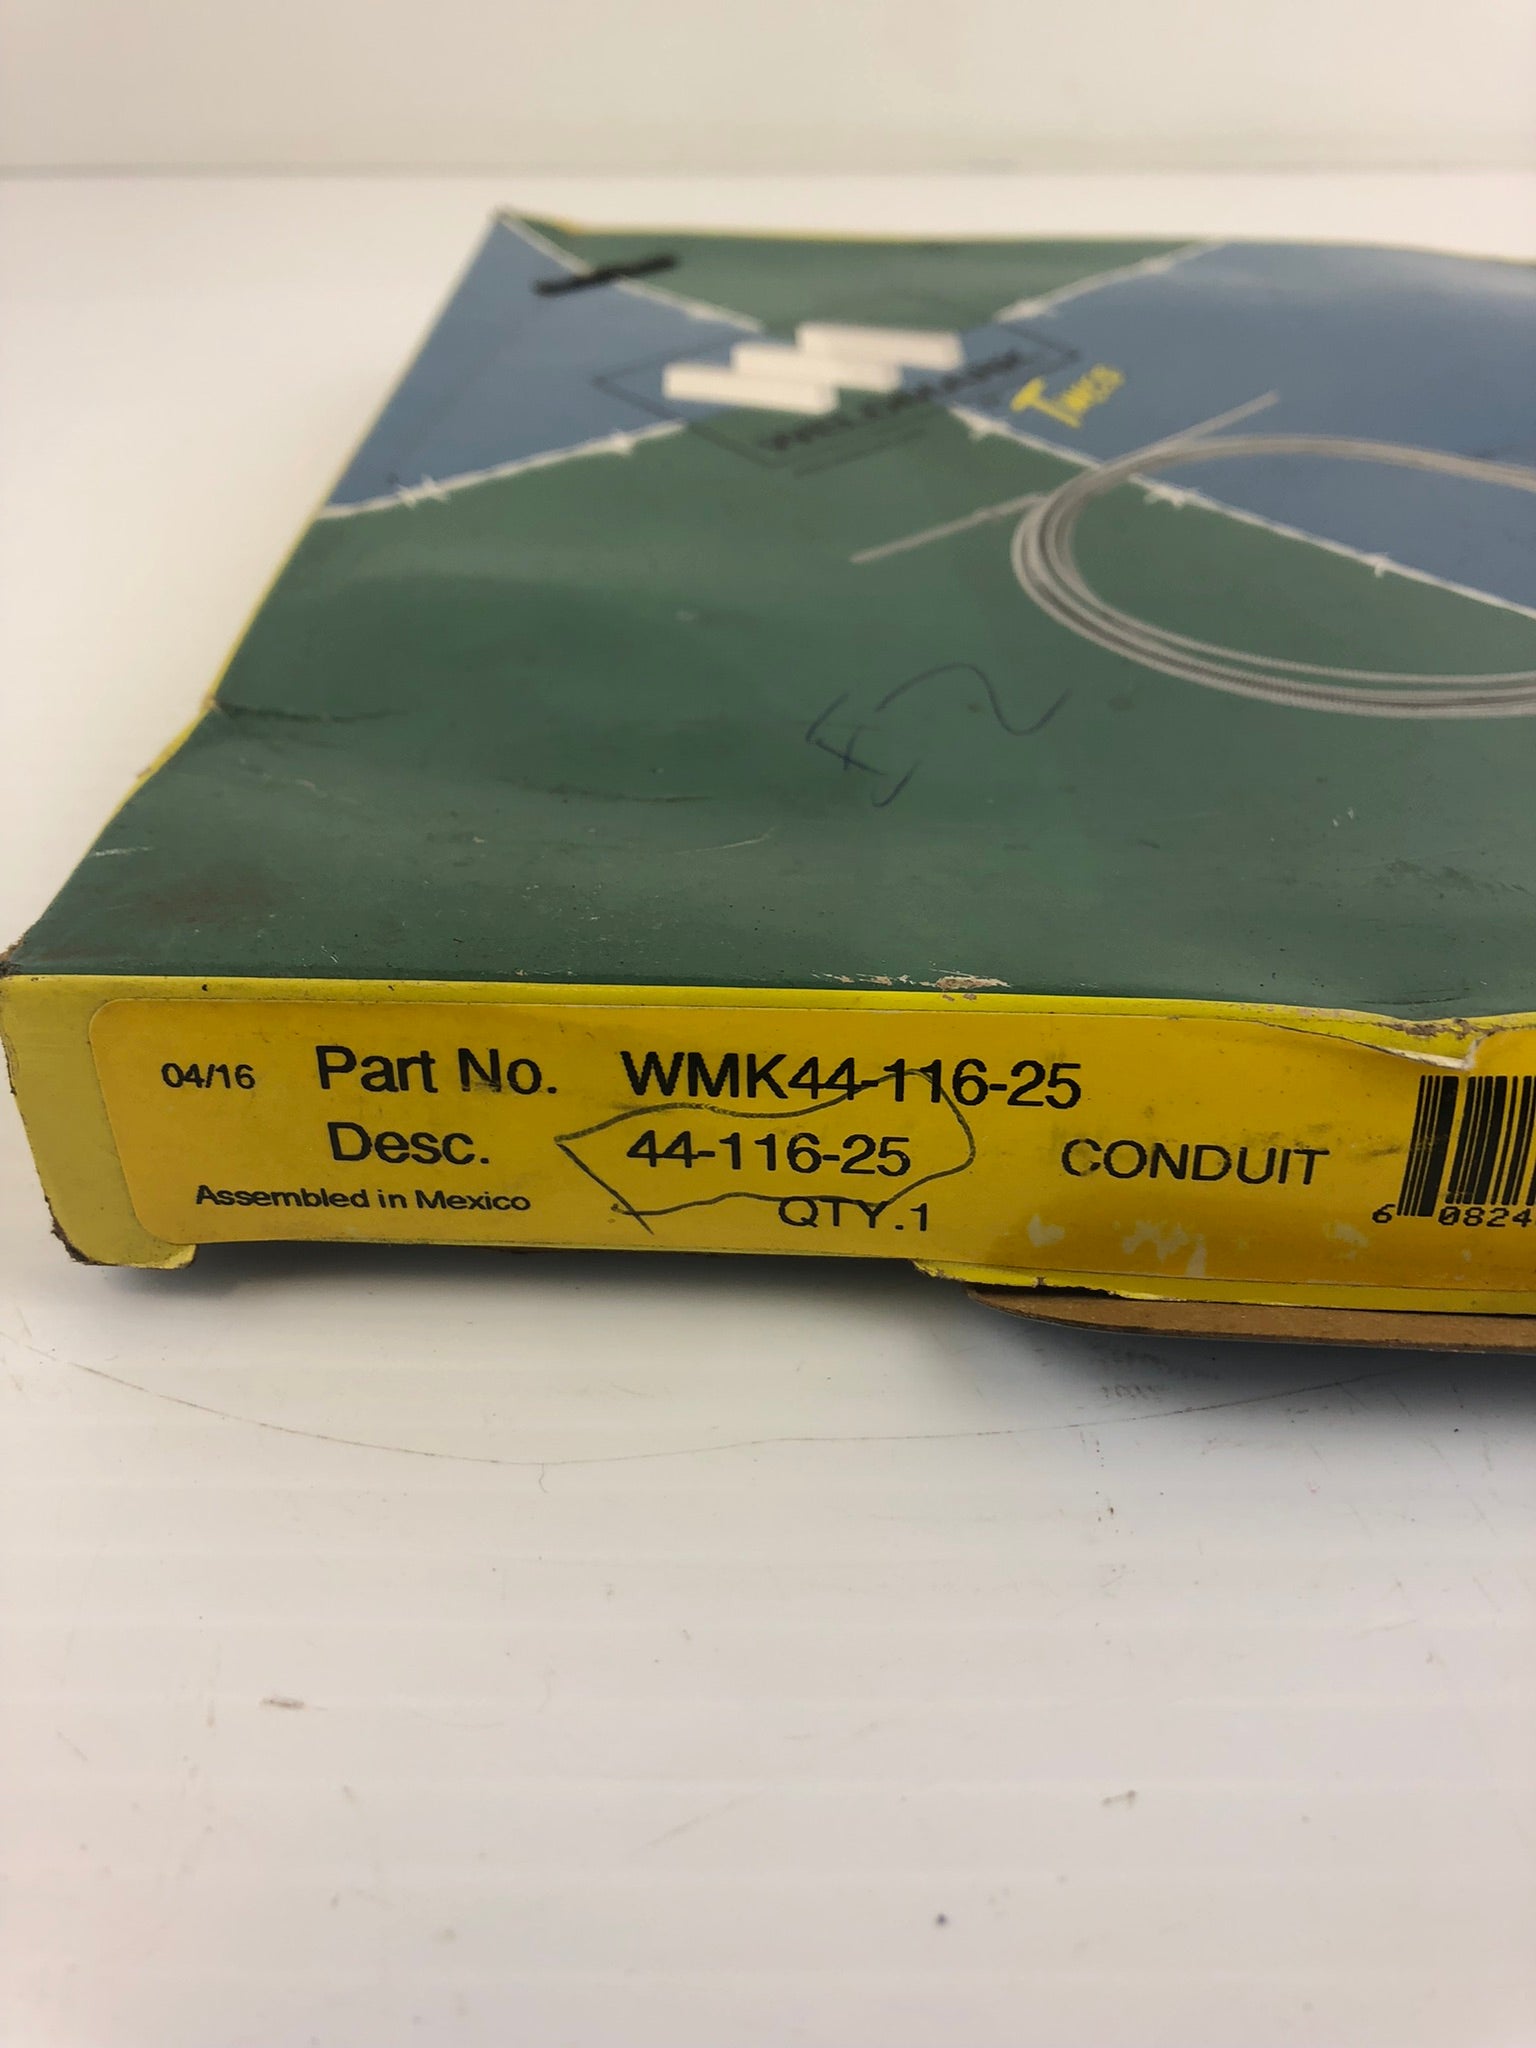 WELDMARK
04/16 Part No. WMK44-116-25
Desc. 44-116-25 CONDUIT
Assembled in Mexico QTY.1
6 0824